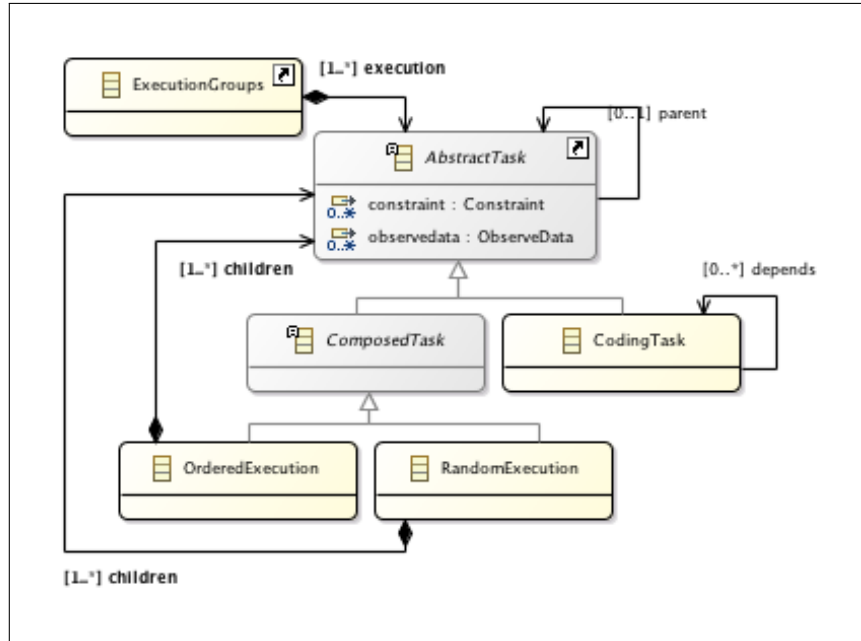 [1..*] execution
ExecutionGroups
[0..1] parent
AbstractTask
constraint : Constraint
0..*
observedata : ObserveData
0..*
[1..*] children
[0..*] depends
ComposedTask
CodingTask
OrderedExecution
RandomExecution
[1..*] children